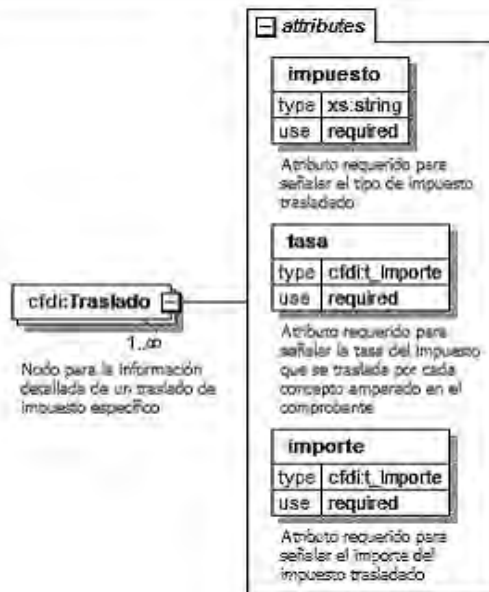 attributes
impuesto
type xs:string
use required
Atributo requerido para
señalar el tipo de impuesto
trasladado
tasa
type cfdi:t_Importe
use required
Atributo requerido para
señalar la tasa del impuesto
que se traslada por cada
concepto amparado en el
comprobante
cfdi:Traslado
1..∞
Nodo para la información
detallada de un traslado de
impuesto específico
importe
type cfdi:t_Importe
use required
Atributo requerido para
señalar el importe del
impuesto trasladado